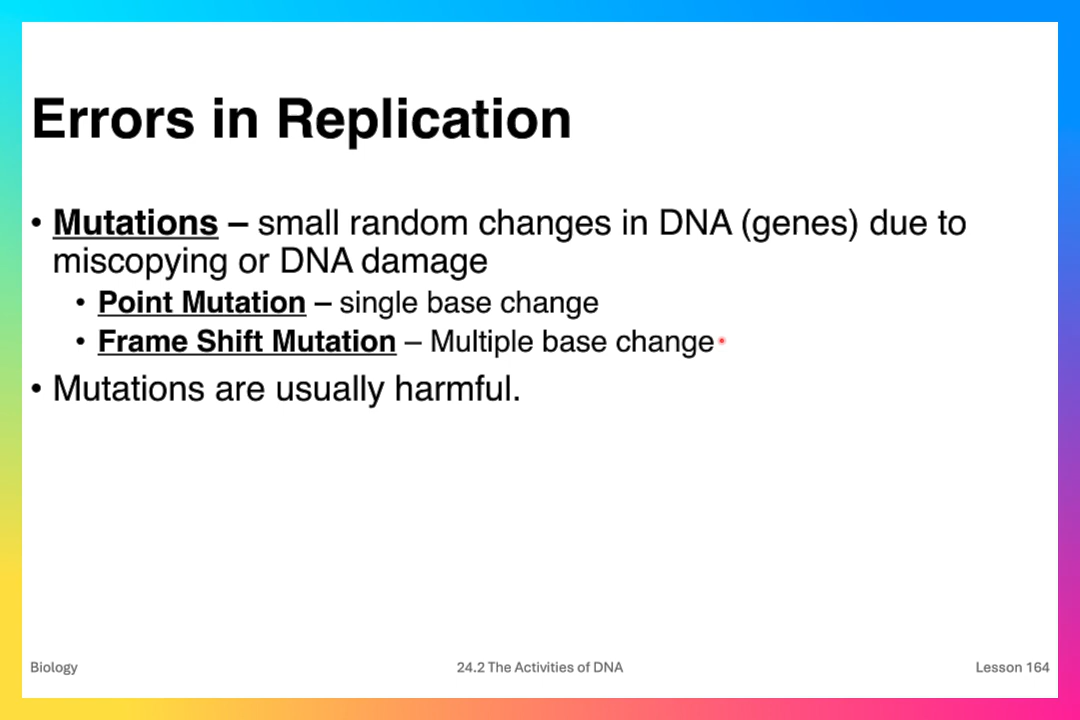 Errors in Replication
• Mutations – small random changes in DNA (genes) due to
miscopying or DNA damage
• Point Mutation – single base change
• Frame Shift Mutation – Multiple base change
• Mutations are usually harmful.
Biology
24.2 The Activities of DNA
Lesson 164